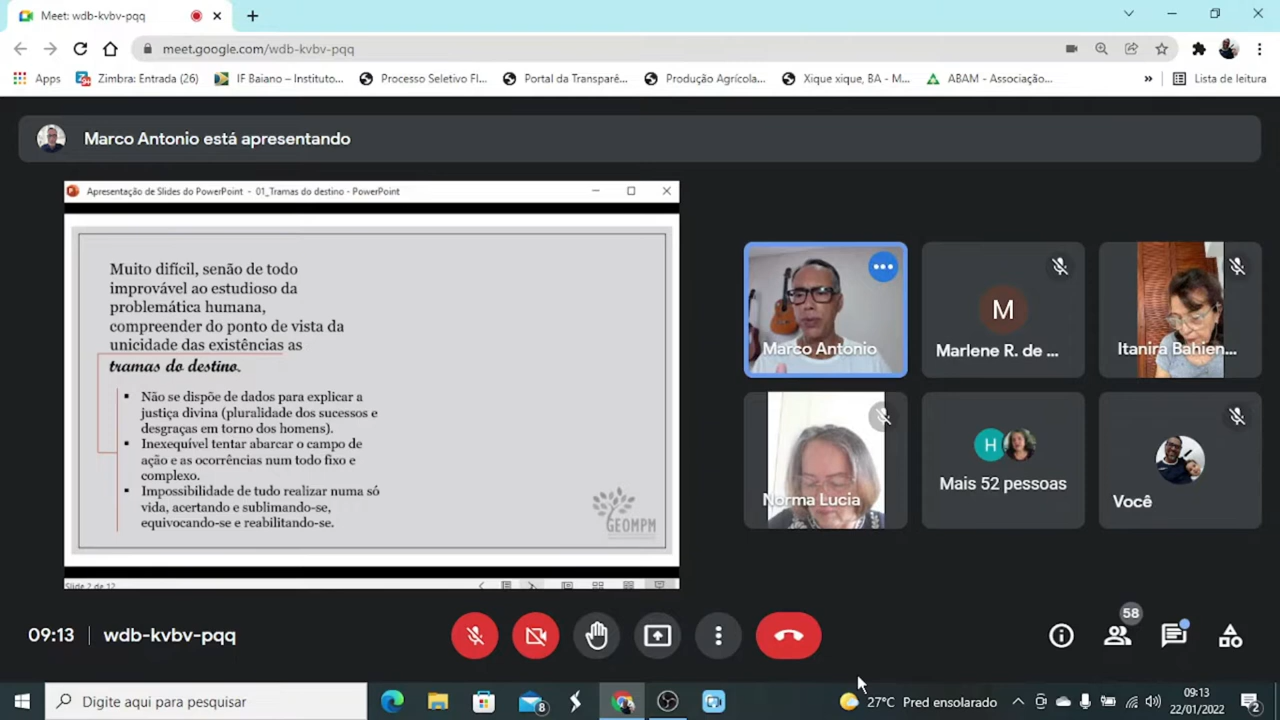 Meet: wdb-kvbv-pqq
meet.google.com/wdb-kvbv-pqq
Apps
Zimbra: Entrada (26)
IF Baiano – Instituto...
Processo Seletivo Fl...
Portal da Transparê...
Produção Agrícola...
Xique xique, BA - M...
ABAM - Associação...
»
Lista de leitura
Marco Antonio está apresentando
Apresentação de Slides do PowerPoint - 01_Tramas do destino - PowerPoint
Muito difícil, senão de todo
improvável ao estudioso da
problemática humana,
compreender do ponto de vista da
unicidade das existências as
tramas do destino.
▪ Não se dispõe de dados para explicar a
justiça divina (pluralidade dos sucessos e
desgraças em torno dos homens).
▪ Inexequível tentar abarcar o campo de
ação e as ocorrências num todo fixo e
complexo.
▪ Impossibilidade de tudo realizar numa só
vida, acertando e sublimando-se,
equivocando-se e reabilitando-se.
GEOMPM
Slide 2 de 12
Marco Antonio
M
Marlene R. de ...
Itanira Bahien...
Norma Lucia
H
Mais 52 pessoas
Você
09:13 | wdb-kvbv-pqq
58
Digite aqui para pesquisar
8
27°C Pred ensolarado
09:13
22/01/2022
2